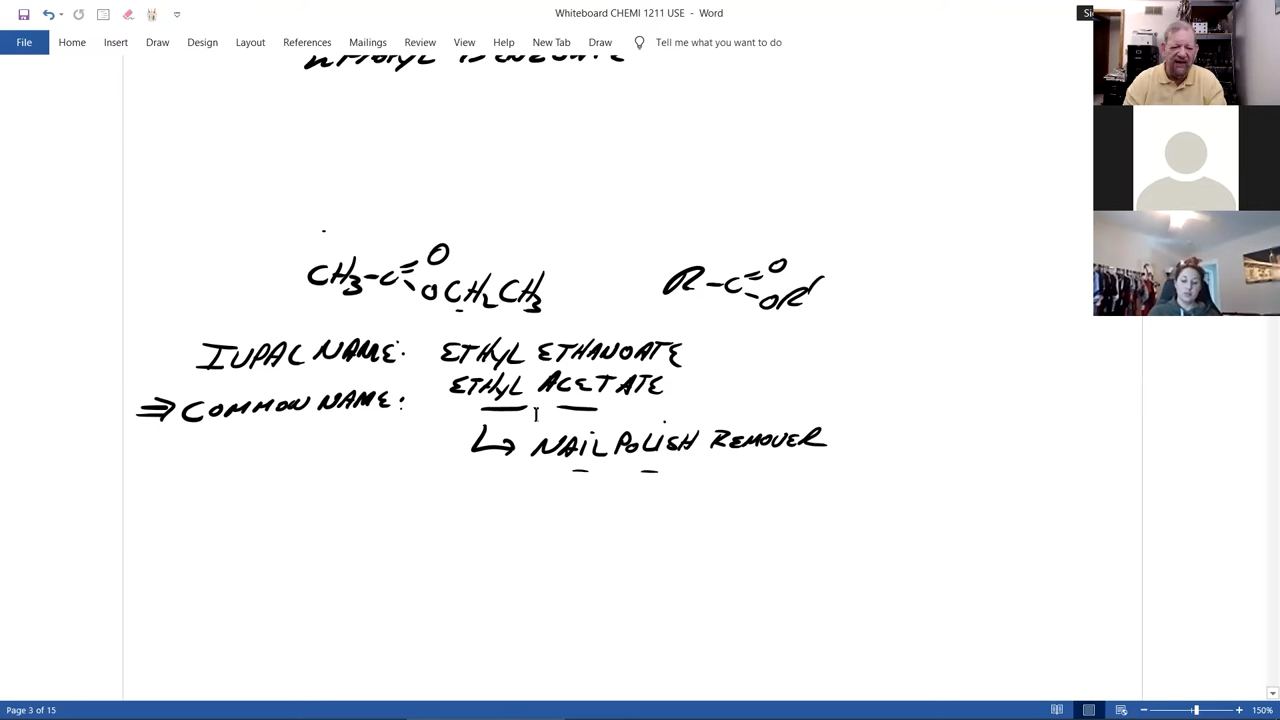 Whiteboard CHEMI 1211 USE - Word
File Home Insert Draw Design Layout References Mailings Review View Help New Tab Draw Tell me what you want to do
CH3-C=O
OCH2CH3
R-C=O
OR'
IUPAC NAME: ETHYL ETHANOATE
⇒ COMMON NAME: ETHYL ACETATE
↳ NAIL POLISH REMOVER
Page 3 of 15
150%